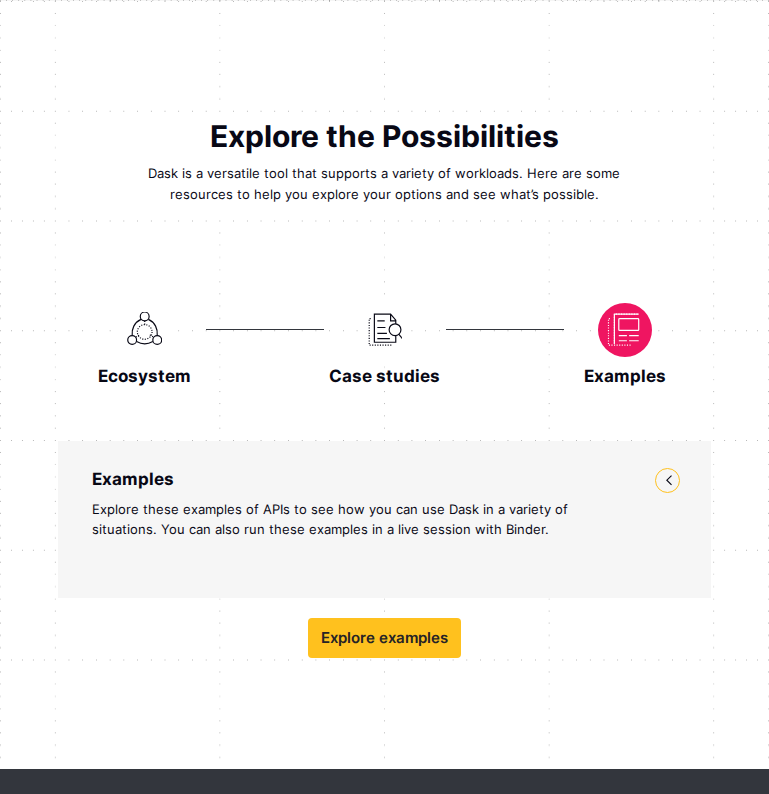 Explore the Possibilities
Dask is a versatile tool that supports a variety of workloads. Here are some
resources to help you explore your options and see what’s possible.
Ecosystem
Case studies
Examples
Examples
Explore these examples of APIs to see how you can use Dask in a variety of
situations. You can also run these examples in a live session with Binder.
Explore examples